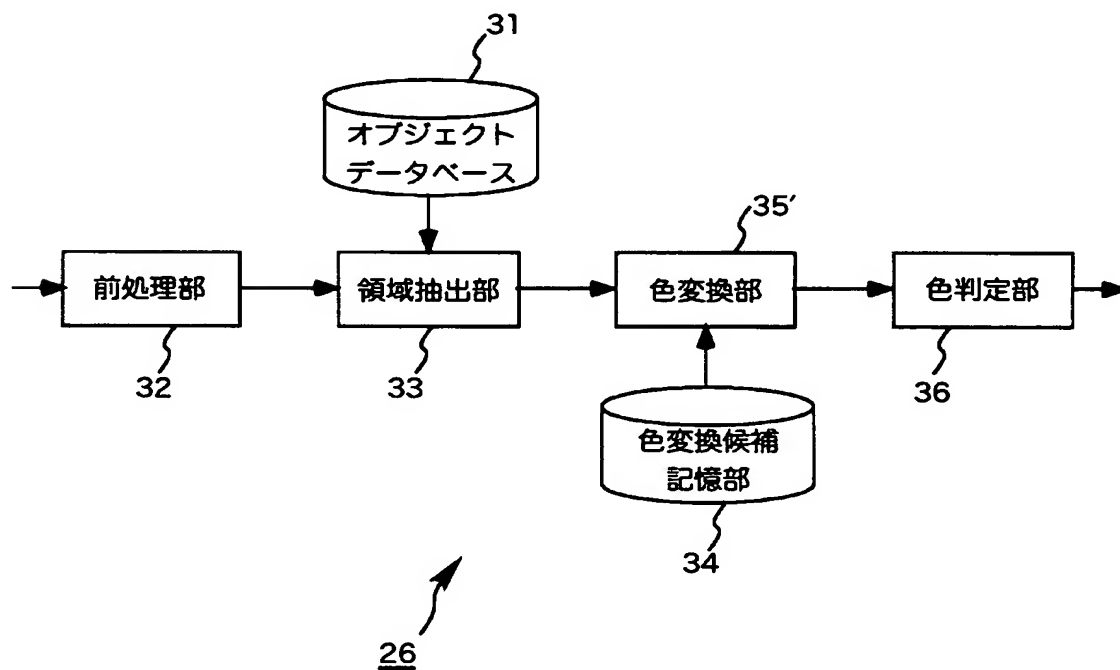 31
オブジェクト
データベース
35′
前処理部
領域抽出部
色変換部
色判定部
32
33
36
色変換候補
記憶部
34
26